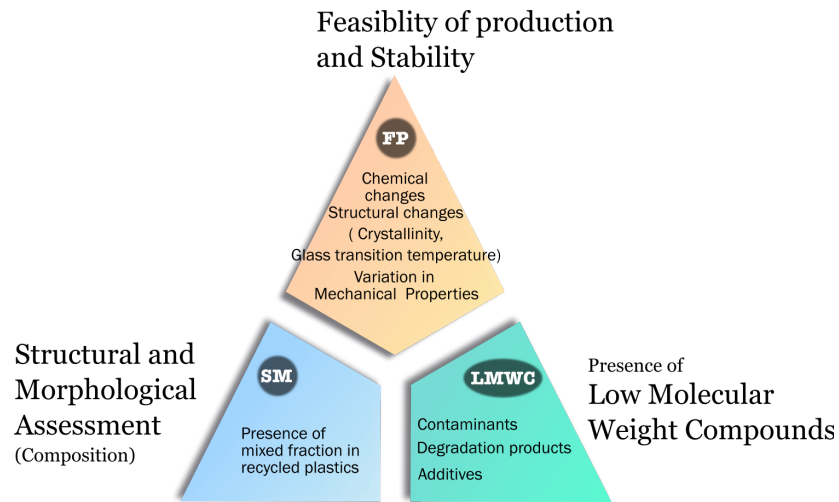 Feasiblity of production
and Stability
FP
Chemical
changes
Structural changes
( Crystallinity,
Glass transition temperature)
Variation in
Mechanical Properties
Structural and
Morphological
Assessment
(Composition)
SM
Presence of
mixed fraction in
recycled plastics
LMWC
Contaminants
Degradation products
Additives
Presence of
Low Molecular
Weight Compounds